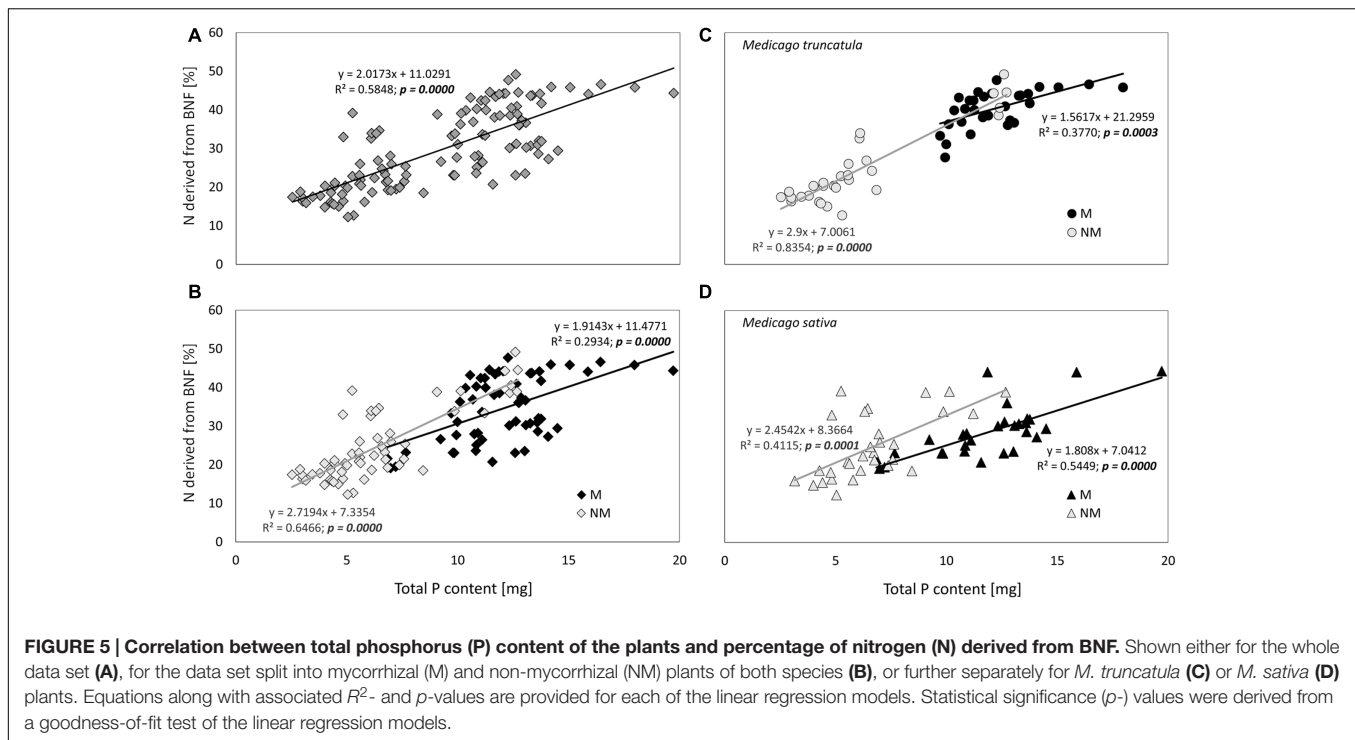 A
N derived from BNF [%]
60
50
40
30
20
10
0
y = 2.0173x + 11.0291
R² = 0.5848; p = 0.0000
C
Medicago truncatula
y = 1.5617x + 21.2959
R² = 0.3770; p = 0.0003
M
NM
y = 2.9x + 7.0061
R² = 0.8354; p = 0.0000
B
N derived from BNF [%]
60
50
40
30
20
10
0
y = 1.9143x + 11.4771
R² = 0.2934; p = 0.0000
M
NM
y = 2.7194x + 7.3354
R² = 0.6466; p = 0.0000
0 5 10 15 20
Total P content [mg]
D
Medicago sativa
y = 2.4542x + 8.3664
R² = 0.4115; p = 0.0001
y = 1.808x + 7.0412
R² = 0.5449; p = 0.0000
M
NM
0 5 10 15 20
Total P content [mg]
FIGURE 5 | Correlation between total phosphorus (P) content of the plants and percentage of nitrogen (N) derived from BNF. Shown either for the whole
data set (A), for the data set split into mycorrhizal (M) and non-mycorrhizal (NM) plants of both species (B), or further separately for M. truncatula (C) or M. sativa (D)
plants. Equations along with associated R²- and p-values are provided for each of the linear regression models. Statistical significance (p-) values were derived from
a goodness-of-fit test of the linear regression models.